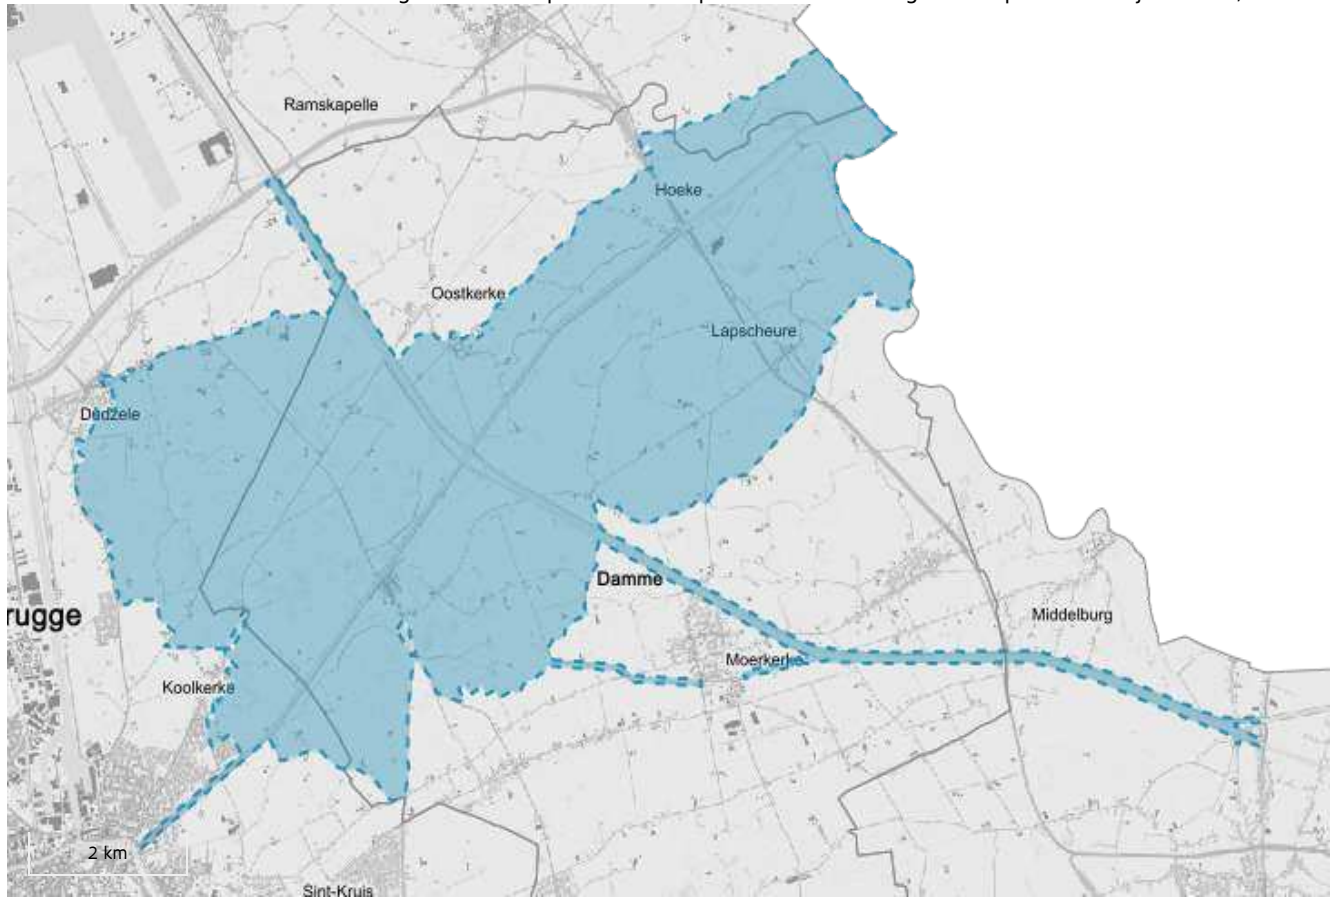 Ramskapelle
Hoeke
Oostkerke
Lapscheure
Dudzele
Damme
rugge
Middelburg
Moerkerke
Koolkerke
2 km
Sint-Kruis